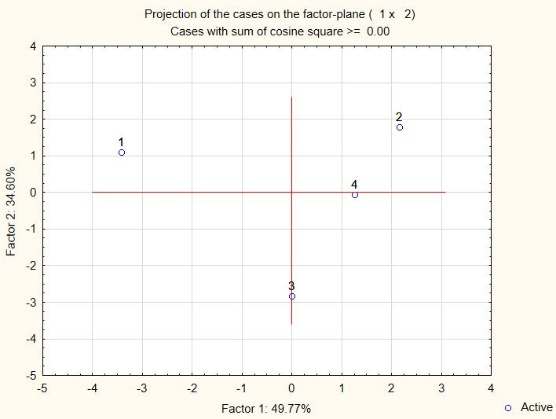 Projection of the cases on the factor-plane (  1 x   2)
Cases with sum of cosine square >=  0.00
4
3
2
1
0
-1
-2
-3
-4
-5
Factor 2: 34.60%
1
2
4
3
-5 -4 -3 -2 -1 0 1 2 3 4
Factor 1: 49.77%
Active